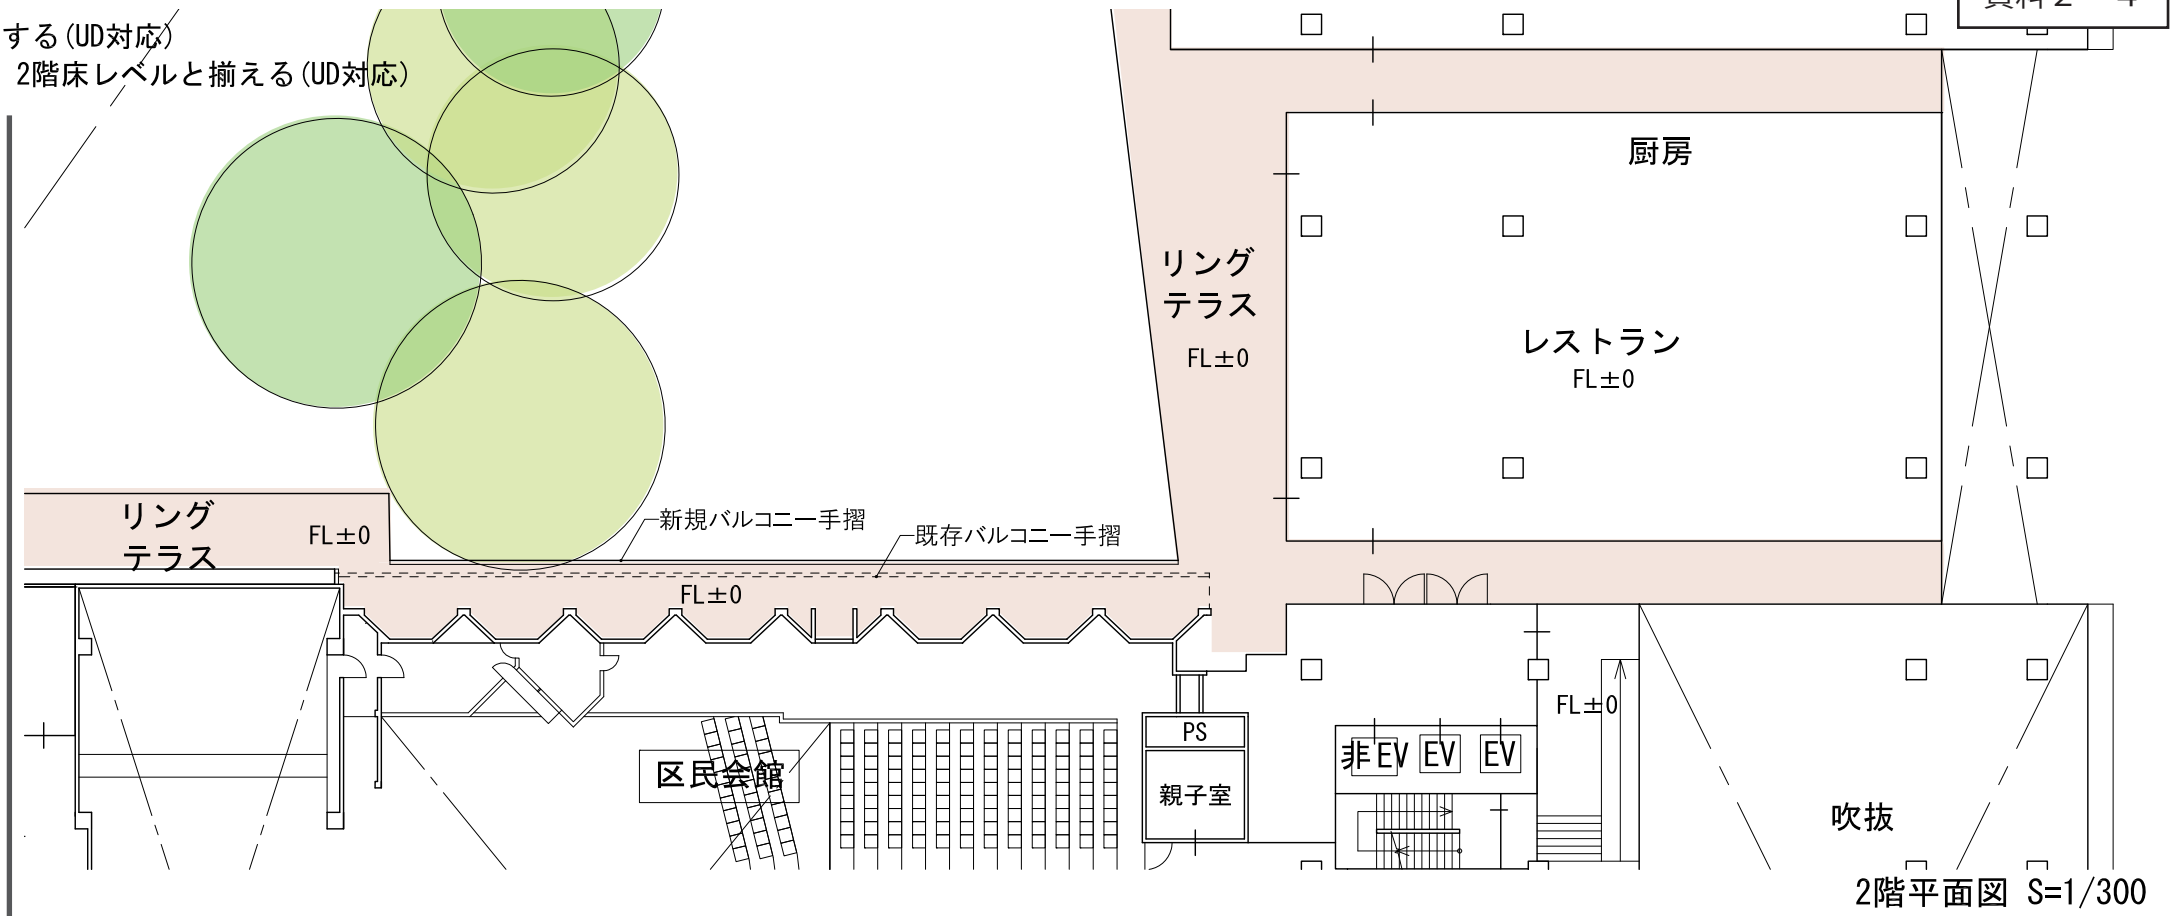 資料２－４
する(UD対応)
2階床レベルと揃える(UD対応)
厨房
リング
テラス
FL±0
レストラン
FL±0
リング
テラス
FL±0
新規バルコニー手摺
既存バルコニー手摺
FL±0
FL±0
PS
非EV
EV
EV
区民会館
親子室
吹抜
2階平面図 S=1/300